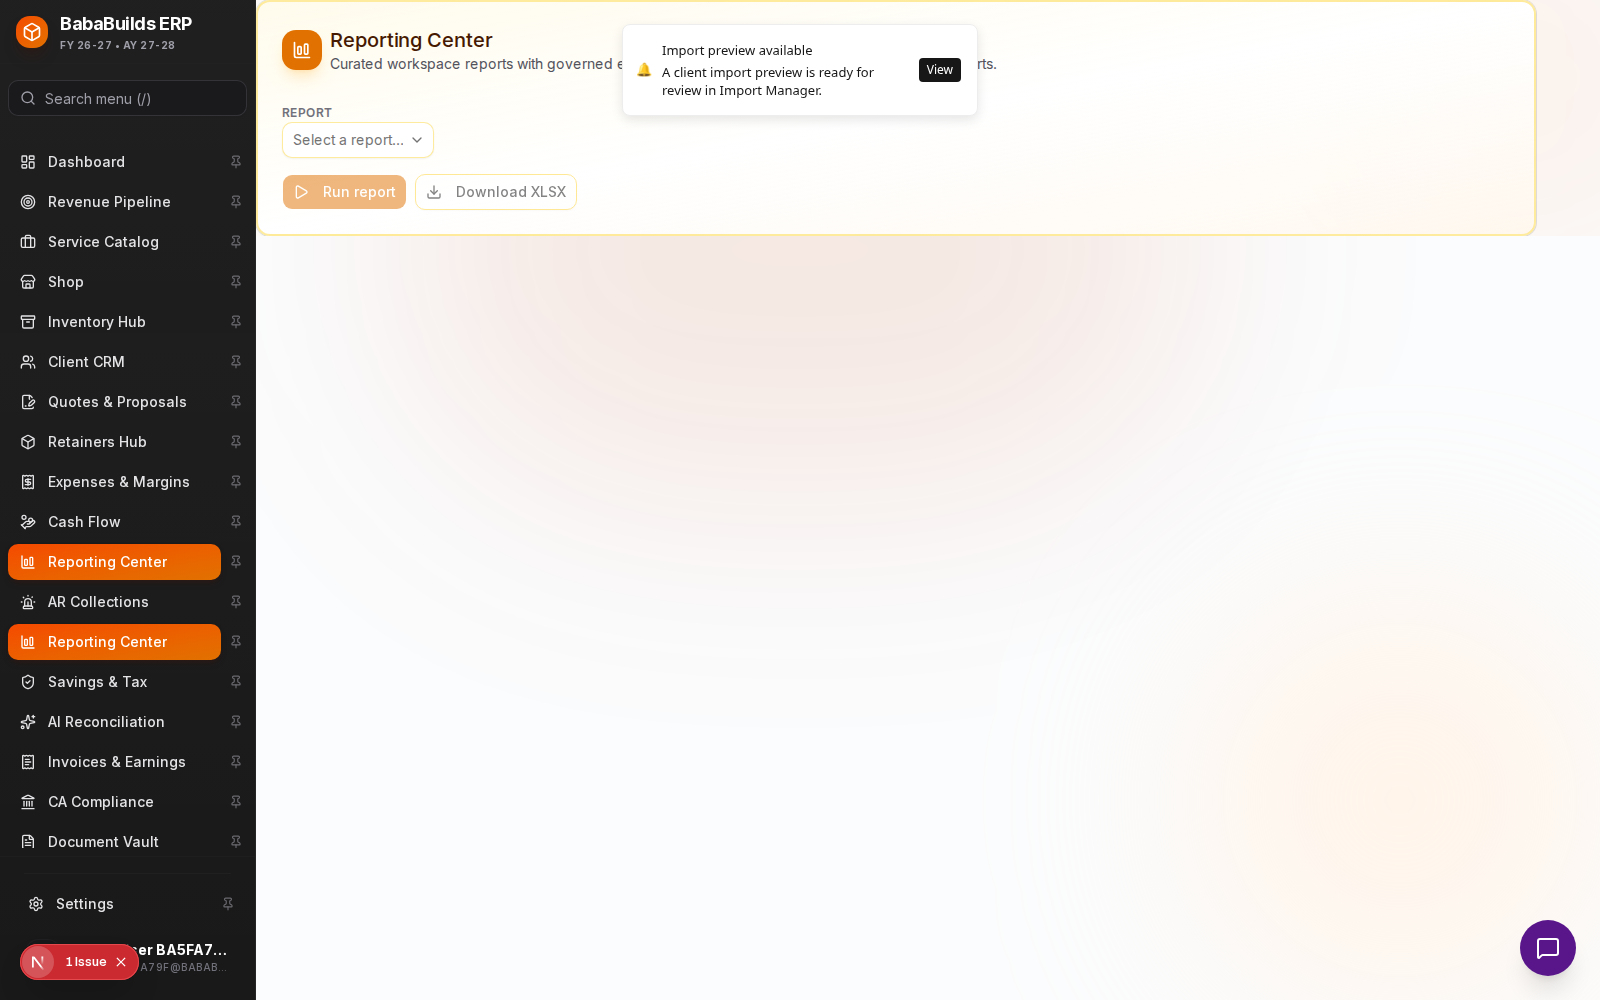 BabaBuilds ERP
FY 26-27 • AY 27-28
Search menu (/)
Dashboard
Revenue Pipeline
Service Catalog
Shop
Inventory Hub
Client CRM
Quotes & Proposals
Retainers Hub
Expenses & Margins
Cash Flow
Reporting Center
AR Collections
Reporting Center
Savings & Tax
AI Reconciliation
Invoices & Earnings
CA Compliance
Document Vault
Settings
ser BA5FA7...
A79F@BABAB...
1 Issue
Reporting Center
Curated workspace reports with governed e
rts.
Import preview available
A client import preview is ready for
review in Import Manager.
View
REPORT
Select a report...
Run report
Download XLSX